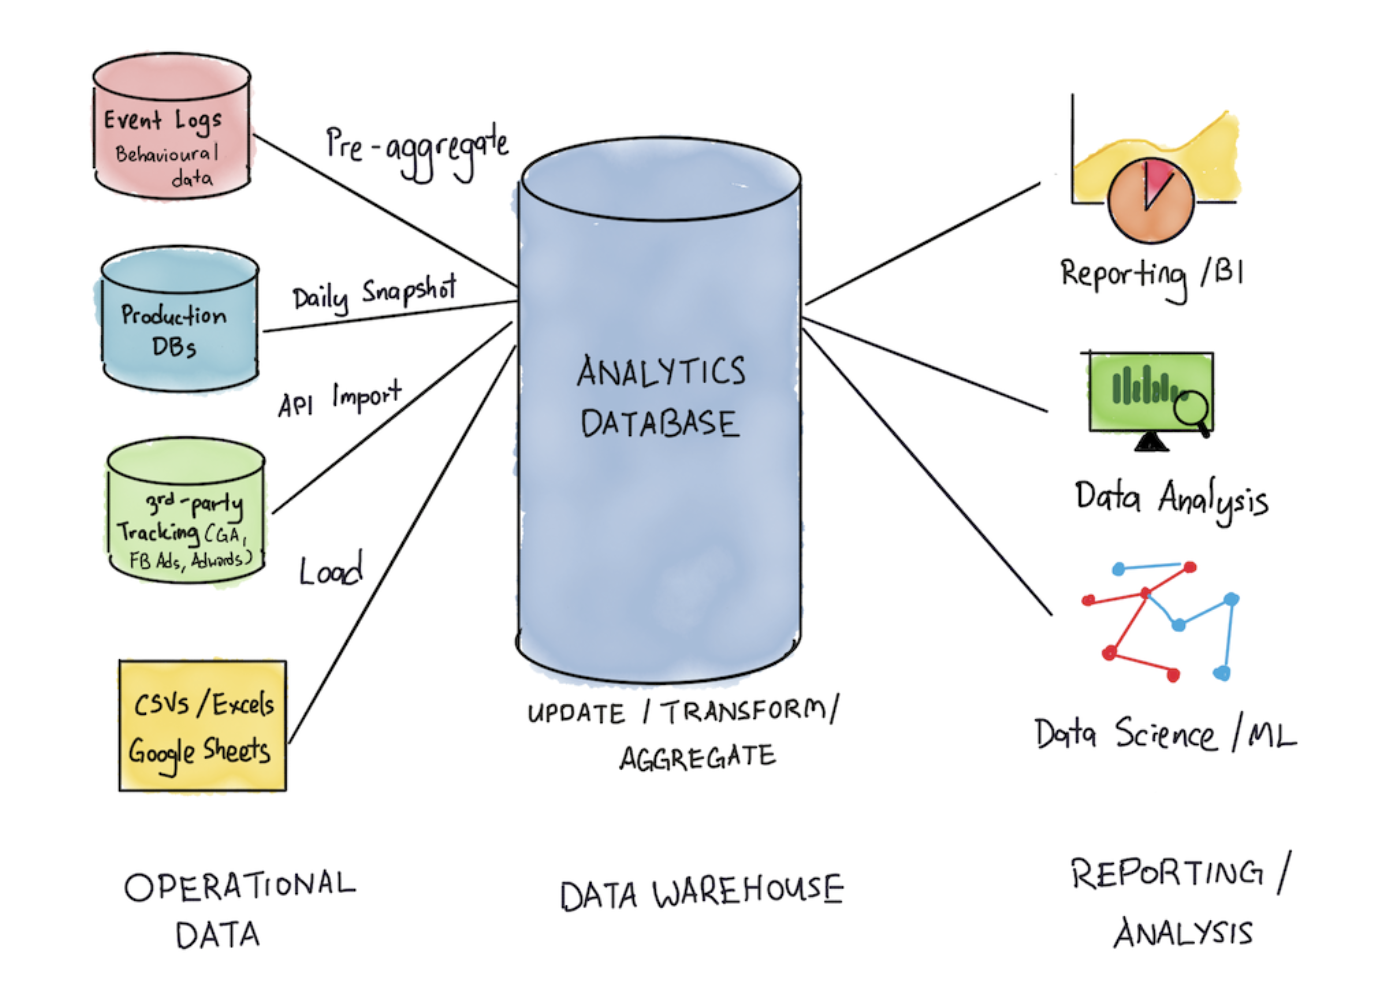 Event Logs
Behavioural
data
Pre-aggregate
Production
DBs
Daily Snapshot
3rd-party
Tracking (GA,
FB Ads, Adwords)
API Import
CSVs / Excels
Google Sheets
Load
OPERATIONAL
DATA
ANALYTICS
DATABASE
UPDATE / TRANSFORM /
AGGREGATE
DATA WAREHOUSE
Reporting / BI
Data Analysis
Data Science / ML
REPORTING /
ANALYSIS